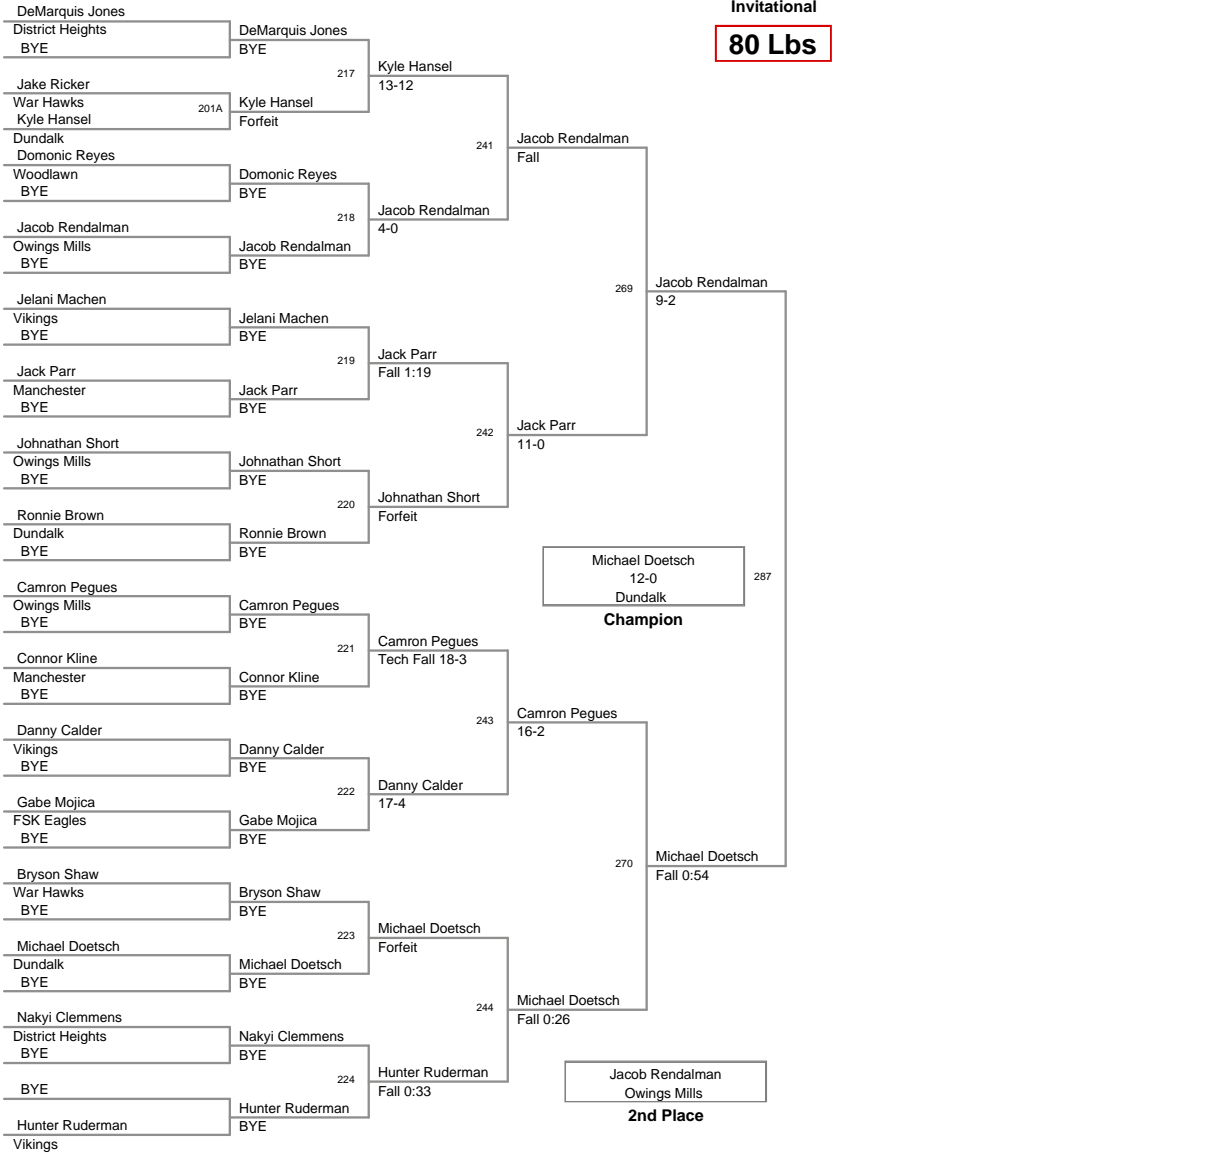 Invitational
80 Lbs
DeMarquis Jones
District Heights
BYE
Jake Ricker
War Hawks
201A
Kyle Hansel
Dundalk
Domonic Reyes
Woodlawn
BYE
Jacob Rendalman
Owings Mills
BYE
Jelani Machen
Vikings
BYE
Jack Parr
Manchester
BYE
Johnathan Short
Owings Mills
BYE
Ronnie Brown
Dundalk
BYE
Camron Pegues
Owings Mills
BYE
Connor Kline
Manchester
BYE
Danny Calder
Vikings
BYE
Gabe Mojica
FSK Eagles
BYE
Bryson Shaw
War Hawks
BYE
Michael Doetsch
Dundalk
BYE
Nakyi Clemmens
District Heights
BYE
BYE
Hunter Ruderman
Vikings
DeMarquis Jones
BYE
217
Kyle Hansel
Forfeit
Domonic Reyes
BYE
218
Jacob Rendalman
BYE
Jelani Machen
BYE
219
Jack Parr
BYE
Johnathan Short
BYE
220
Ronnie Brown
BYE
Camron Pegues
BYE
221
Connor Kline
BYE
Danny Calder
BYE
222
Gabe Mojica
BYE
Bryson Shaw
BYE
223
Michael Doetsch
BYE
Nakyi Clemmens
BYE
224
Hunter Ruderman
BYE
Kyle Hansel
13-12
241
Jacob Rendalman
4-0
Jack Parr
Fall 1:19
242
Johnathan Short
Forfeit
Camron Pegues
Tech Fall 18-3
243
Danny Calder
17-4
Michael Doetsch
Forfeit
244
Hunter Ruderman
Fall 0:33
Jacob Rendalman
Fall
269
Jack Parr
11-0
Camron Pegues
16-2
270
Michael Doetsch
Fall 0:26
Jacob Rendalman
9-2
287
Michael Doetsch
Fall 0:54
Michael Doetsch
12-0
Dundalk
Champion
Jacob Rendalman
Owings Mills
2nd Place